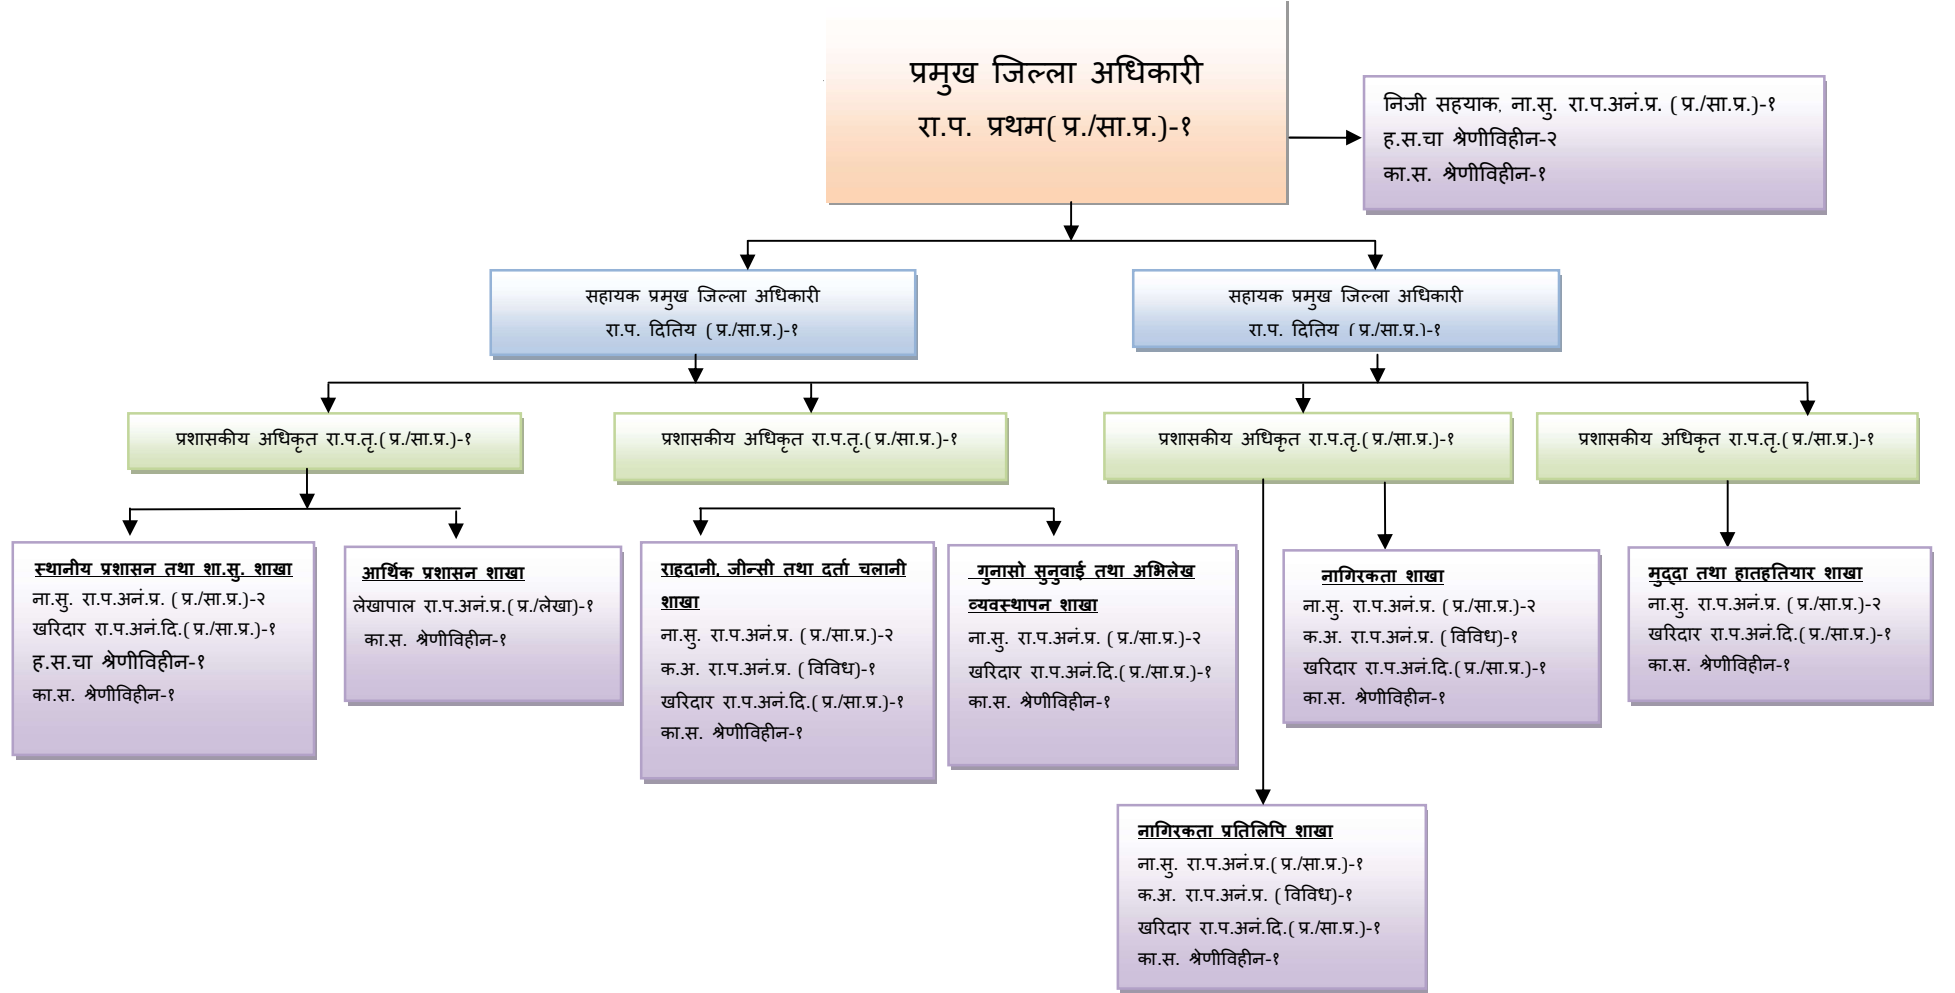 प्रमुख जिल्ला अधिकारी
रा.प. प्रथम( प्र./सा.प्र.)-१
निजी सहयाक, ना.सु. रा.प.अनं.प्र. ( प्र./सा.प्र.)-१
ह.स.चा श्रेणीविहीन-२
का.स. श्रेणीविहीन-१
सहायक प्रमुख जिल्ला अधिकारी
रा.प. दितिय ( प्र./सा.प्र.)-१
सहायक प्रमुख जिल्ला अधिकारी
रा.प. दितिय ( प्र./सा.प्र.)-१
प्रशासकीय अधिकृत रा.प.तृ.( प्र./सा.प्र.)-१
प्रशासकीय अधिकृत रा.प.तृ.( प्र./सा.प्र.)-१
प्रशासकीय अधिकृत रा.प.तृ.( प्र./सा.प्र.)-१
प्रशासकीय अधिकृत रा.प.तृ.( प्र./सा.प्र.)-१
स्थानीय प्रशासन तथा शा.सु. शाखा
ना.सु. रा.प.अनं.प्र. ( प्र./सा.प्र.)-२
खरिदार रा.प.अनं.दि.( प्र./सा.प्र.)-१
ह.स.चा श्रेणीविहीन-१
का.स. श्रेणीविहीन-१
आर्थिक प्रशासन शाखा
लेखापाल रा.प.अनं.प्र.( प्र./लेखा)-१
का.स. श्रेणीविहीन-१
राहदानी, जीन्सी तथा दर्ता चलानी
शाखा
ना.सु. रा.प.अनं.प्र. ( प्र./सा.प्र.)-२
क.अ. रा.प.अनं.प्र. ( विविध)-१
खरिदार रा.प.अनं.दि.( प्र./सा.प्र.)-१
का.स. श्रेणीविहीन-१
गुनासो सुनुवाई तथा अभिलेख
व्यवस्थापन शाखा
ना.सु. रा.प.अनं.प्र. ( प्र./सा.प्र.)-२
खरिदार रा.प.अनं.दि.( प्र./सा.प्र.)-१
का.स. श्रेणीविहीन-१
नागिरकता शाखा
ना.सु. रा.प.अनं.प्र. ( प्र./सा.प्र.)-२
क.अ. रा.प.अनं.प्र. ( विविध)-१
खरिदार रा.प.अनं.दि.( प्र./सा.प्र.)-१
का.स. श्रेणीविहीन-१
मुद्दा तथा हातहतियार शाखा
ना.सु. रा.प.अनं.प्र. ( प्र./सा.प्र.)-२
खरिदार रा.प.अनं.दि.( प्र./सा.प्र.)-१
का.स. श्रेणीविहीन-१
नागिरकता प्रतिलिपि शाखा
ना.सु. रा.प.अनं.प्र.( प्र./सा.प्र.)-१
क.अ. रा.प.अनं.प्र. ( विविध)-१
खरिदार रा.प.अनं.दि.( प्र./सा.प्र.)-१
का.स. श्रेणीविहीन-१